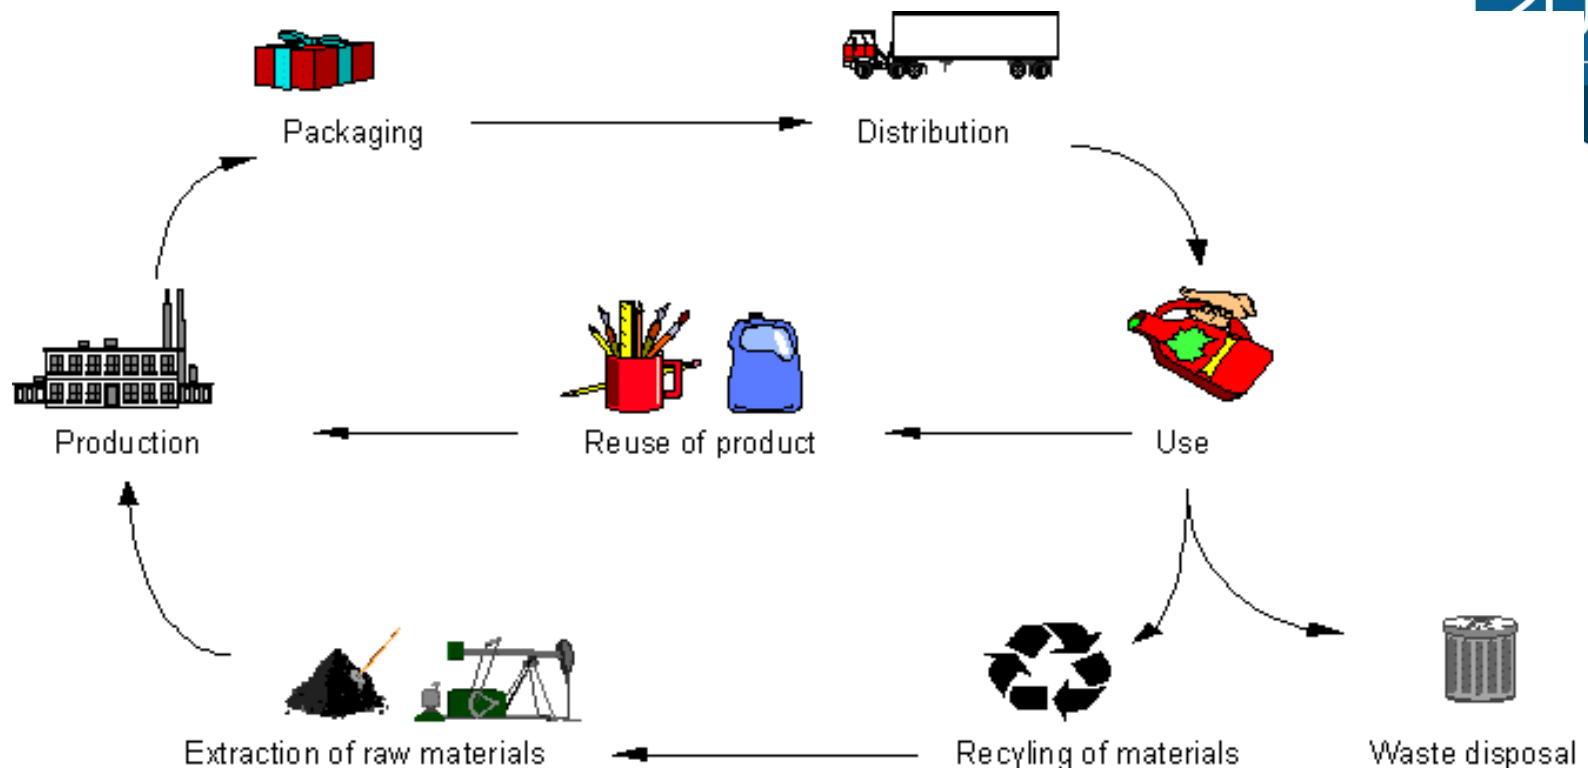 Packaging
Distribution
Production
Reuse of product
Use
Extraction of raw materials
Recyling of materials
Waste disposal